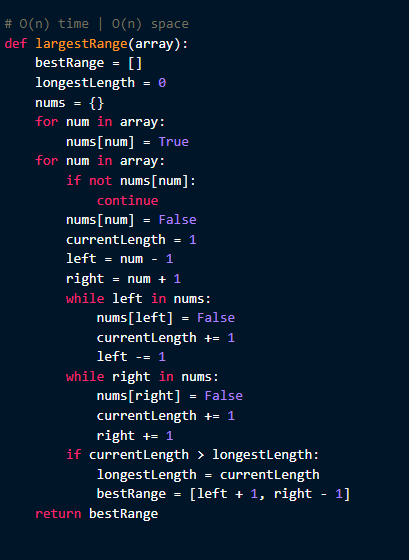 # O(n) time | O(n) space
def largestRange(array):
    bestRange = []
    longestLength = 0
    nums = {}
    for num in array:
        nums[num] = True
    for num in array:
        if not nums[num]:
            continue
        nums[num] = False
        currentLength = 1
        left = num - 1
        right = num + 1
        while left in nums:
            nums[left] = False
            currentLength += 1
            left -= 1
        while right in nums:
            nums[right] = False
            currentLength += 1
            right += 1
        if currentLength > longestLength:
            longestLength = currentLength
            bestRange = [left + 1, right - 1]
    return bestRange